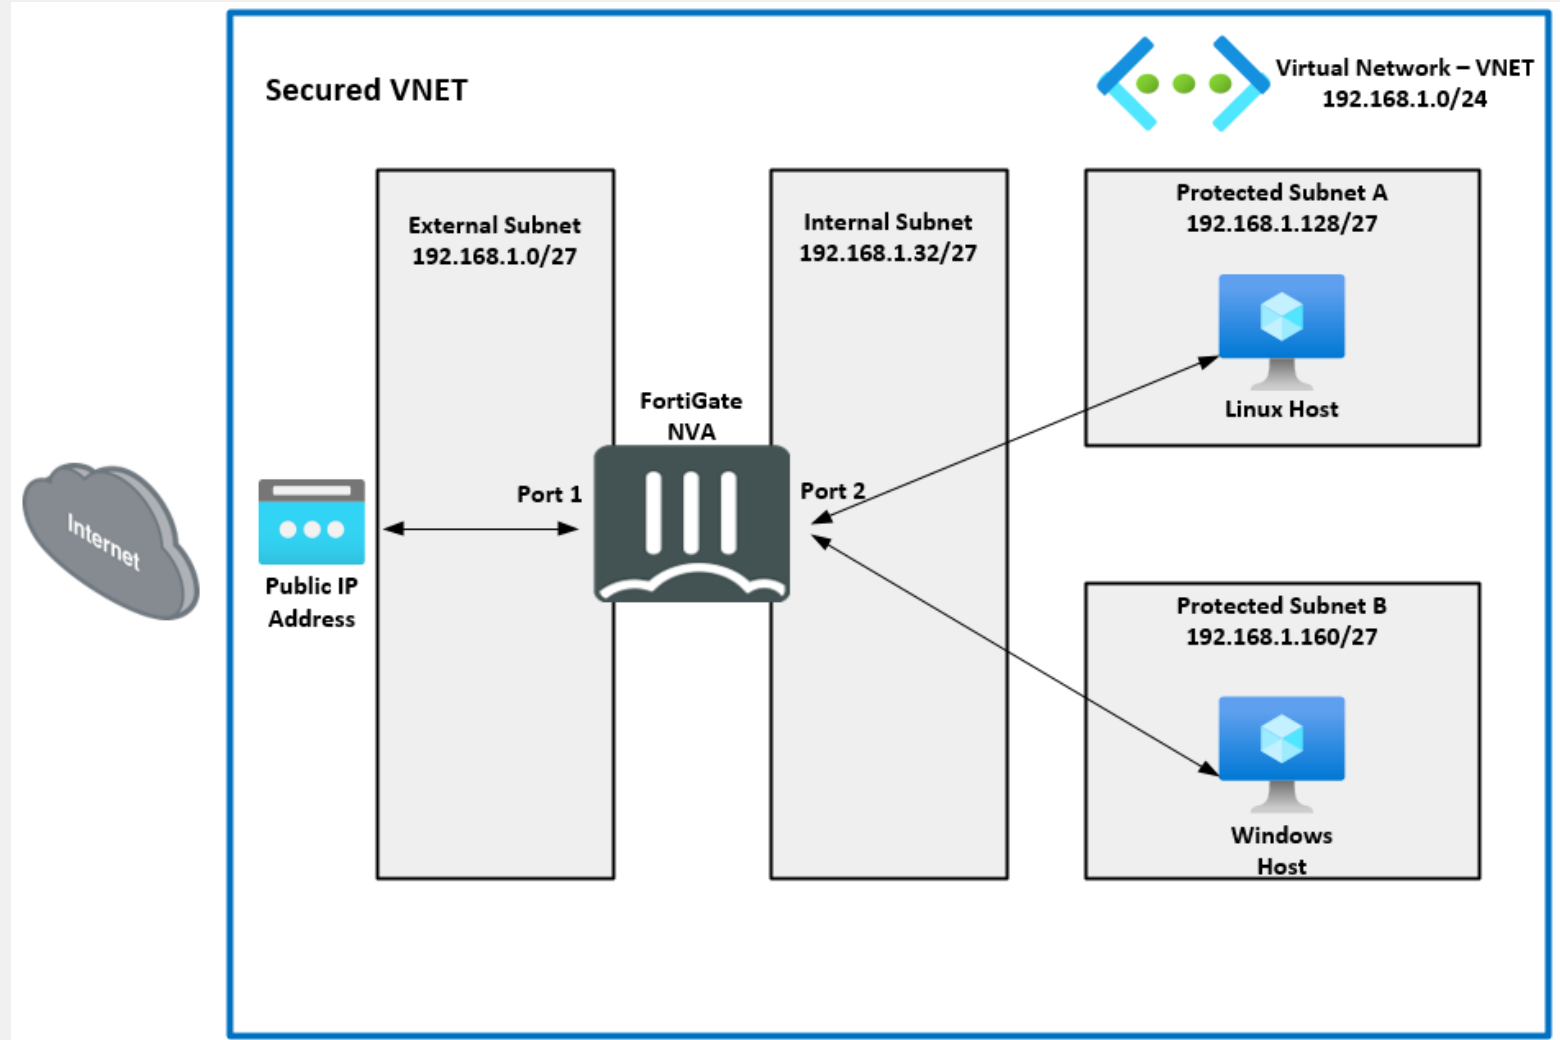 Secured VNET
Virtual Network – VNET
192.168.1.0/24
External Subnet
192.168.1.0/27
Internal Subnet
192.168.1.32/27
Protected Subnet A
192.168.1.128/27
Linux Host
FortiGate
NVA
Port 1
Port 2
Internet
Public IP
Address
Protected Subnet B
192.168.1.160/27
Windows
Host